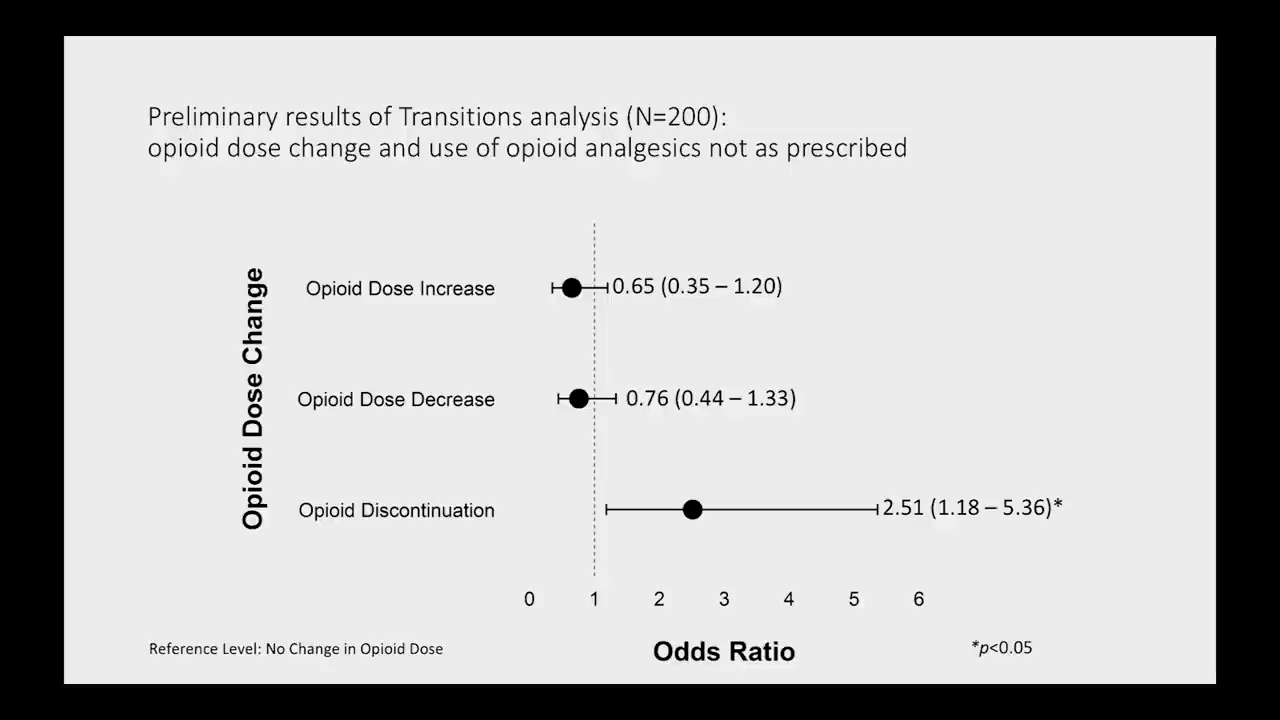 Preliminary results of Transitions analysis (N=200):
opioid dose change and use of opioid analgesics not as prescribed
Opioid Dose Change
Opioid Dose Increase
0.65 (0.35 – 1.20)
Opioid Dose Decrease
0.76 (0.44 – 1.33)
Opioid Discontinuation
2.51 (1.18 – 5.36)*
0 1 2 3 4 5 6
Odds Ratio
Reference Level: No Change in Opioid Dose
*p<0.05